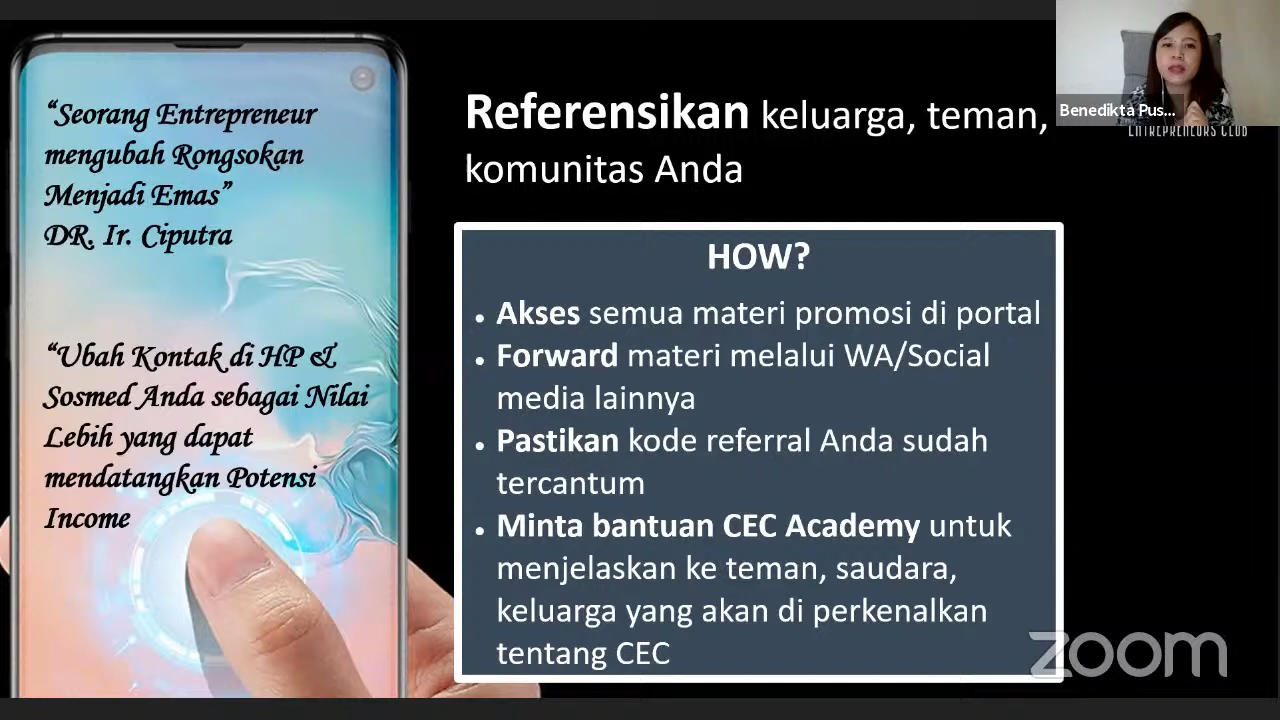 “Seorang Entrepreneur
mengubah Rongsokan
Menjadi Emas”
DR. Ir. Ciputra
“Ubah Kontak di HP &
Sosmed Anda sebagai Nilai
Lebih yang dapat
mendatangkan Potensi
Income
Referensikan keluarga, teman,
komunitas Anda
HOW?
• Akses semua materi promosi di portal
• Forward materi melalui WA/Social
media lainnya
• Pastikan kode referral Anda sudah
tercantum
• Minta bantuan CEC Academy untuk
menjelaskan ke teman, saudara,
keluarga yang akan di perkenalkan
tentang CEC
Benedikta Pus...
ENTREPRENEURS CLUB
zoom